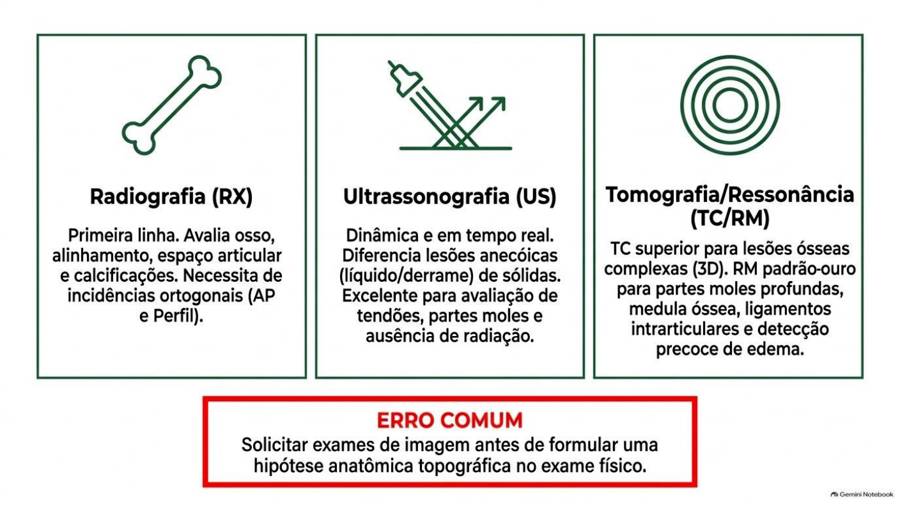 Radiografia (RX)
Primeira linha. Avalia osso,
alinhamento, espaço articular
e calcificações. Necessita de
incidências ortogonais (AP
e Perfil).
Ultrassonografia (US)
Dinâmica e em tempo real.
Diferencia lesões anecóicas
(líquido/derrame) de sólidas.
Excelente para avaliação de
tendões, partes moles e
ausência de radiação.
Tomografia/Ressonância
(TC/RM)
TC superior para lesões ósseas
complexas (3D). RM padrão-ouro
para partes moles profundas,
medula óssea, ligamentos
intrarticulares e detecção
precoce de edema.
ERRO COMUM
Solicitar exames de imagem antes de formular uma
hipótese anatômica topográfica no exame físico.
Gemini Notebook